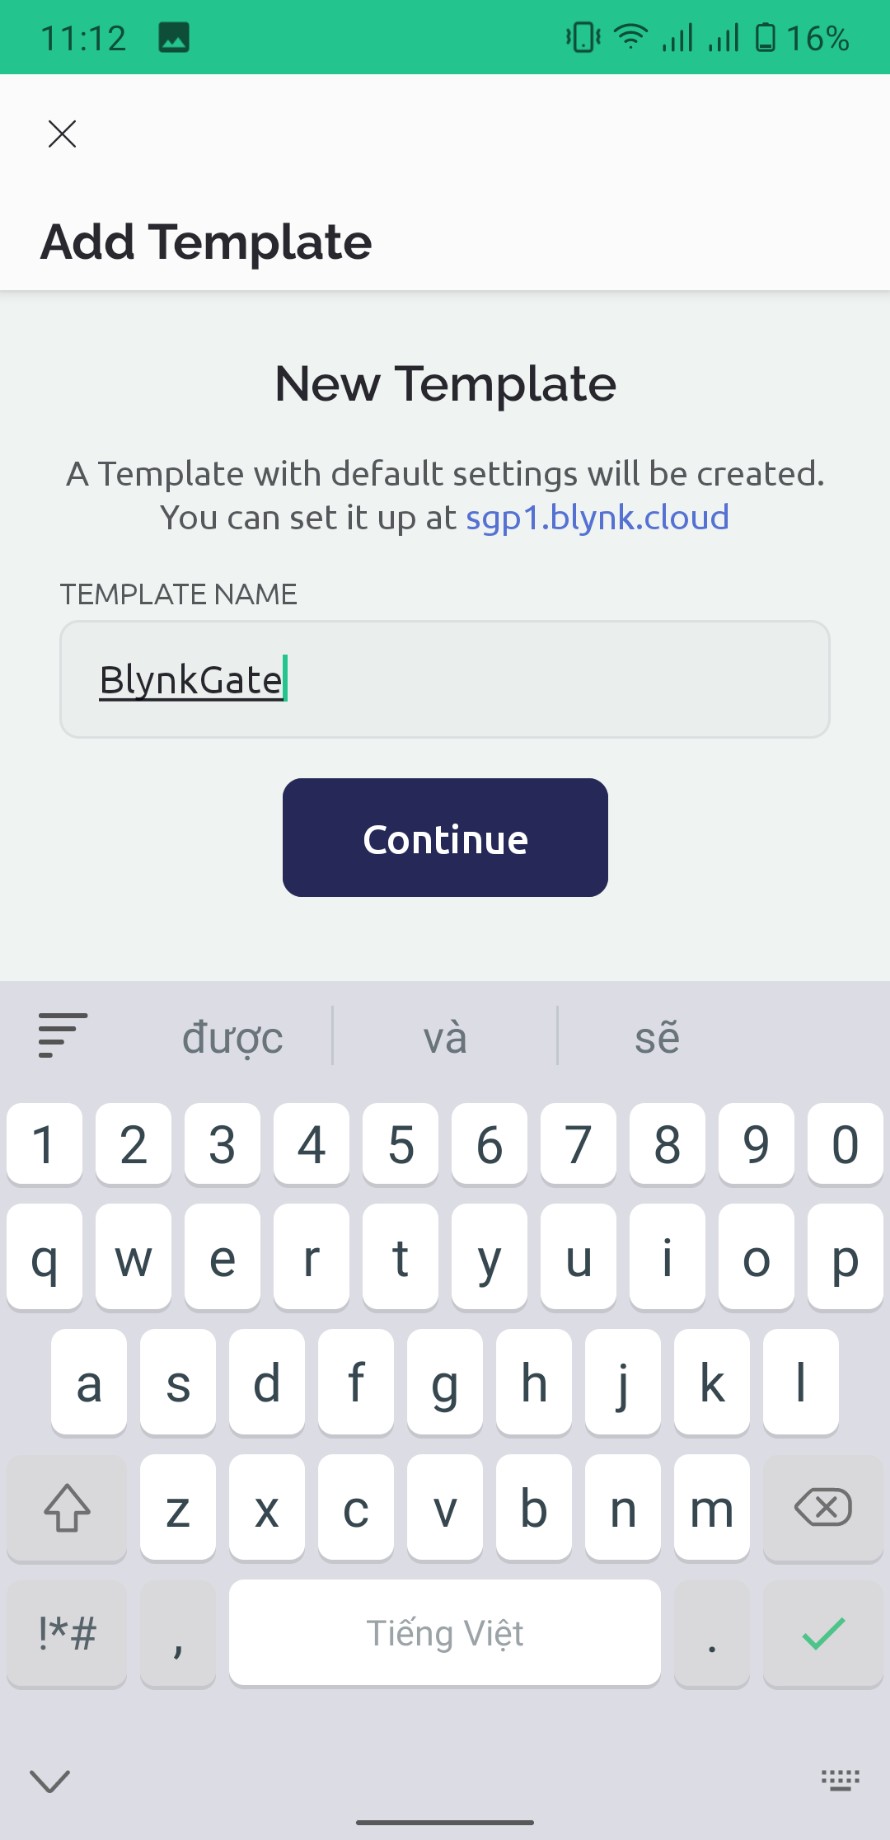 11:12 16%
Add Template
New Template
A Template with default settings will be created.
You can set it up at sgp1.blynk.cloud
TEMPLATE NAME
BlynkGate
Continue
được và sẽ
1 2 3 4 5 6 7 8 9 0
q w e r t y u i o p
a s d f g h j k l
z x c v b n m
!*# , Tiếng Việt .